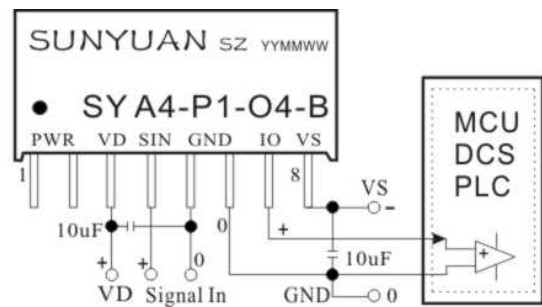 SUNYUAN SZ YYMMWW
SY A4-P1-O4-B
PWR VD SIN GND IO VS
1 8
MCU
DCS
PLC
VS
-
10uF 0 + +
10uF
+ + 0
VD Signal In GND 0